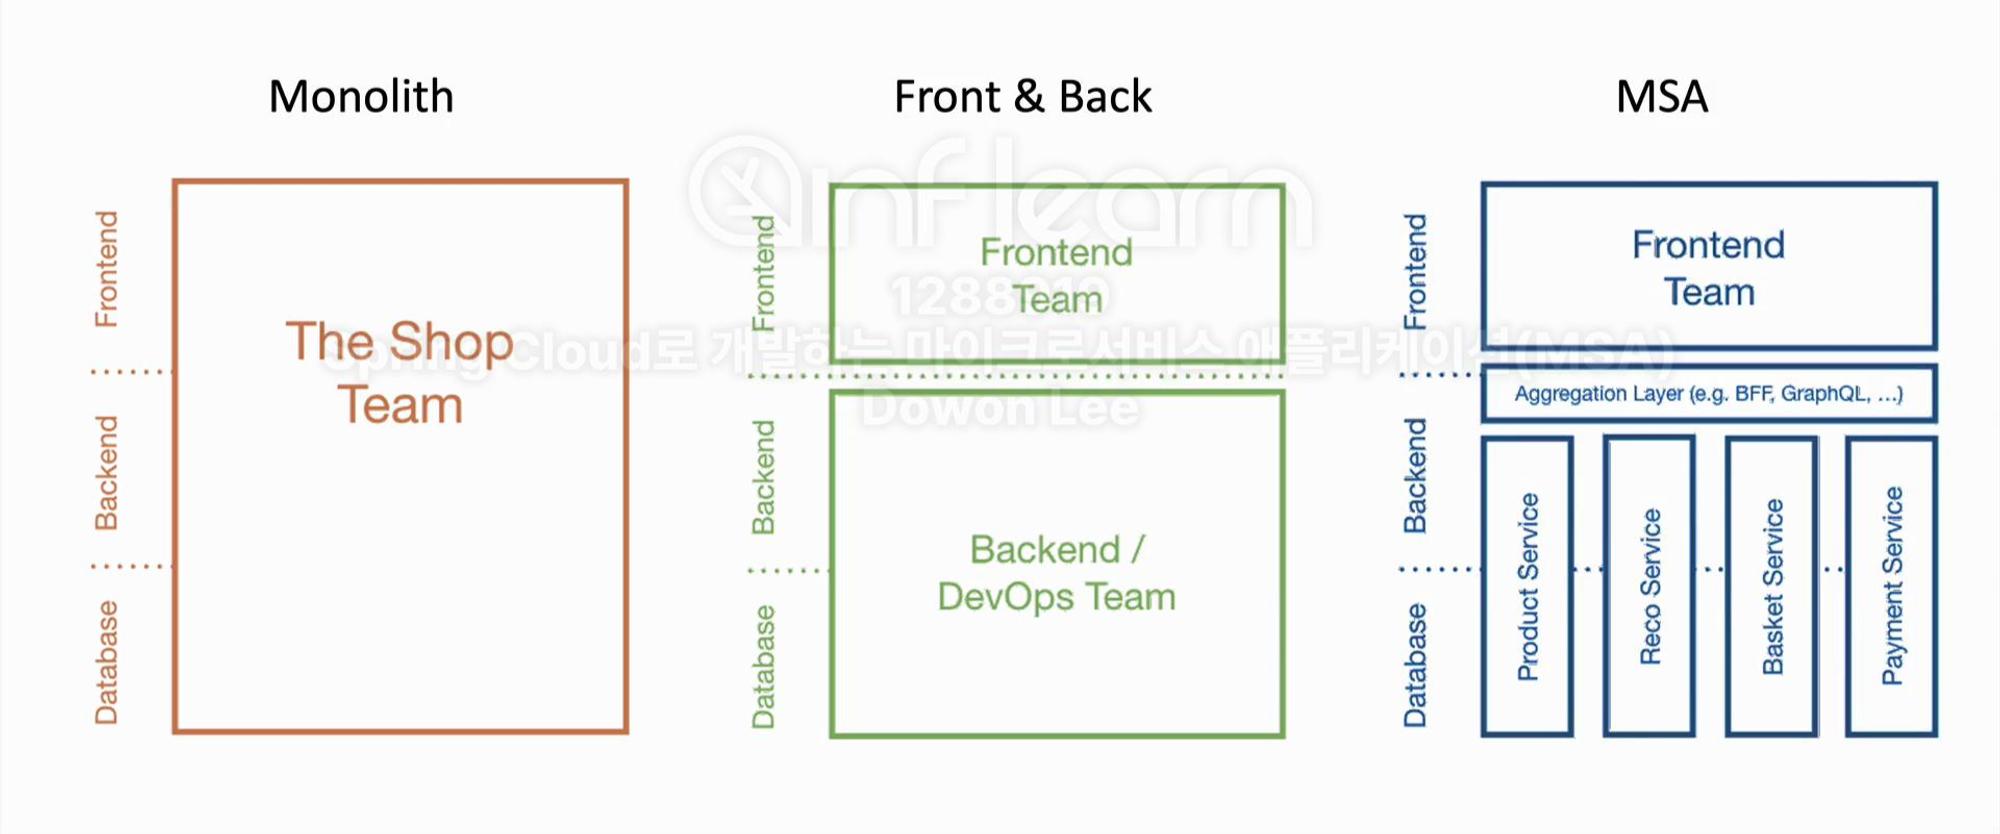 Monolith
Front & Back
MSA
Frontend
Backend
Database
The Shop
Team
Frontend
Backend
Database
Frontend
Team
Backend /
DevOps Team
Frontend
Backend
Database
Frontend
Team
Aggregation Layer (e.g. BFF, GraphQL, ...)
Product Service
Reco Service
Basket Service
Payment Service
inflearn
Spring Cloud로 개발하는 마이크로서비스 애플리케이션(MSA)
Dowon Lee